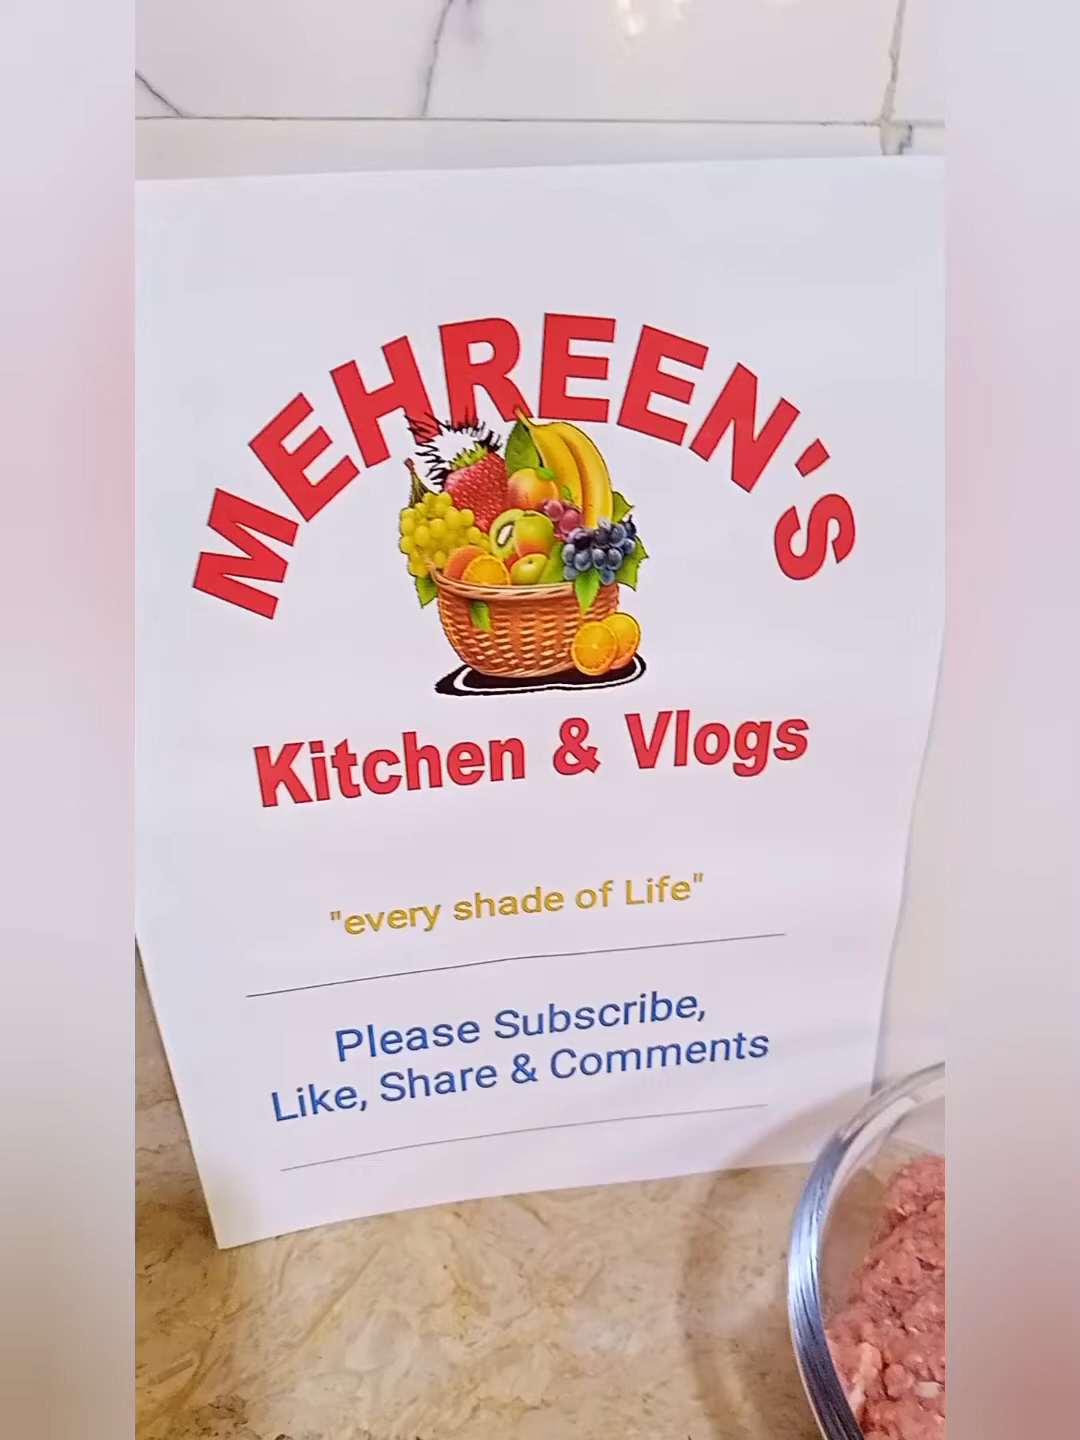 MEHREEN'S
Kitchen & Vlogs
"every shade of Life"
Please Subscribe,
Like, Share & Comments